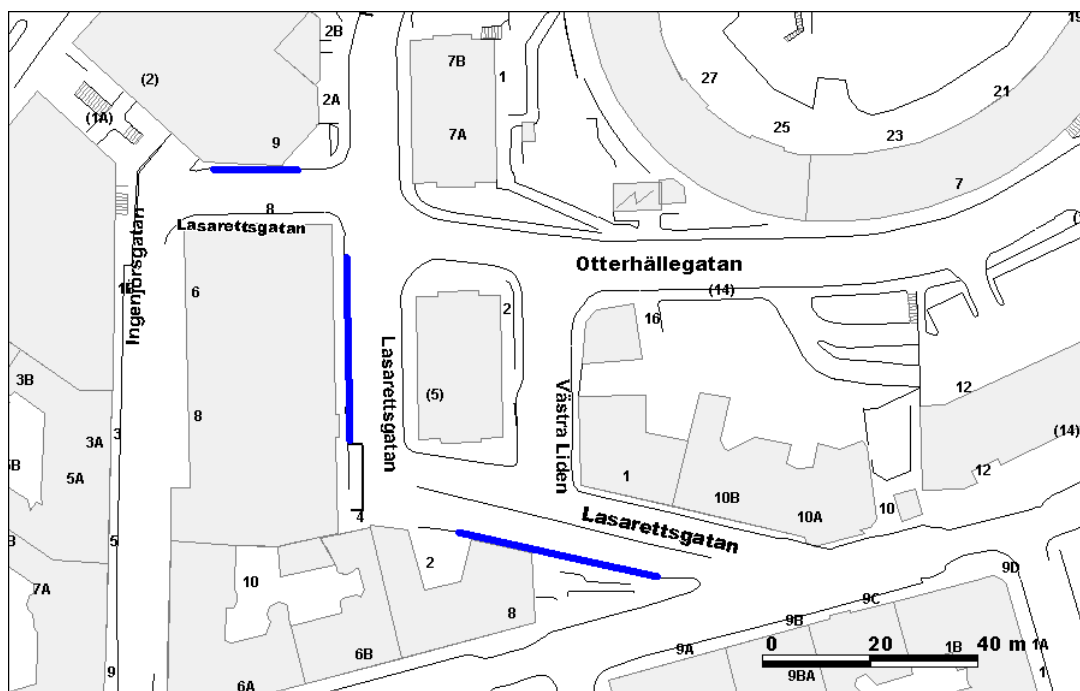 2B
(2)
7B
1
27
21
2A
(1A)
7A
25
23
9
7
8
Lasarettsgatan
Ingenjörsgatan
Otterhällegatan
6
(14)
2
16
Lasarettsgatan
3B
(5)
Västra Liden
12
8
3
3A
(14)
5A
1
10B
12
10A
10
4
Lasarettsgatan
5
2
10
7A
9D
8
9C
9B
6B
0 20 40 m
9A
1B
1A
9BA
9
6A
1